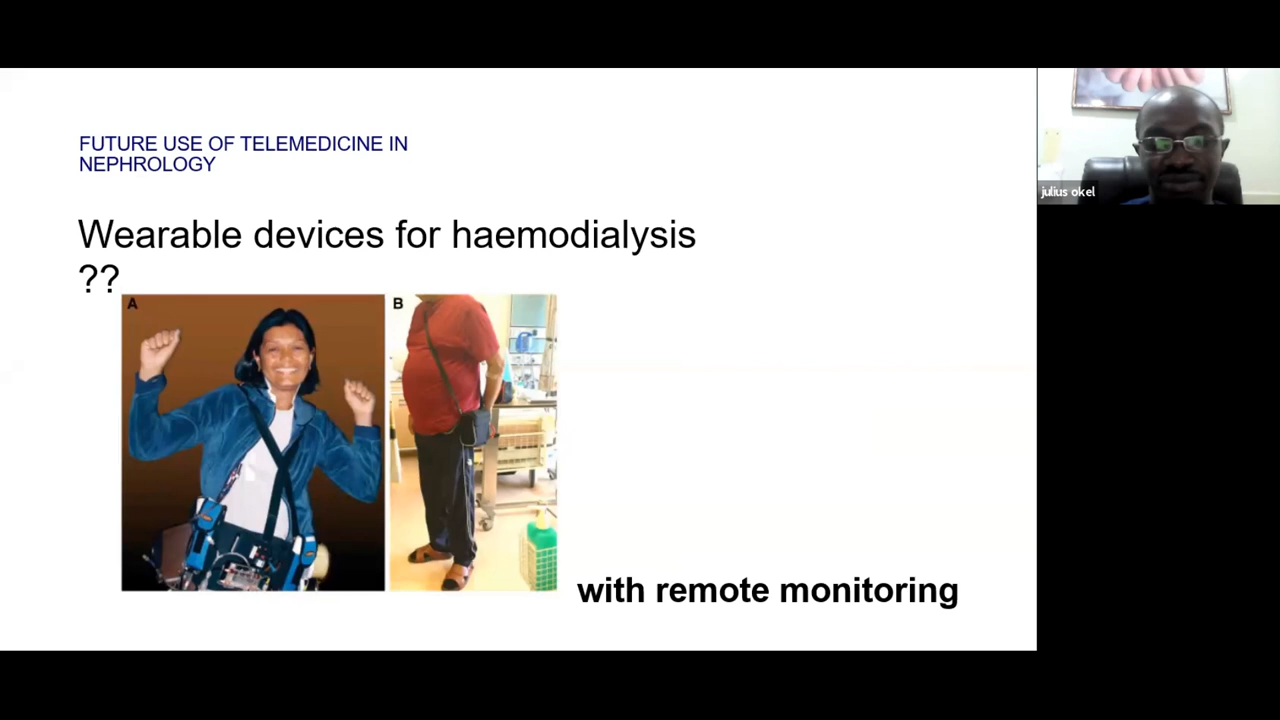 FUTURE USE OF TELEMEDICINE IN
NEPHROLOGY
Wearable devices for haemodialysis
??
A
B
with remote monitoring
julius okel